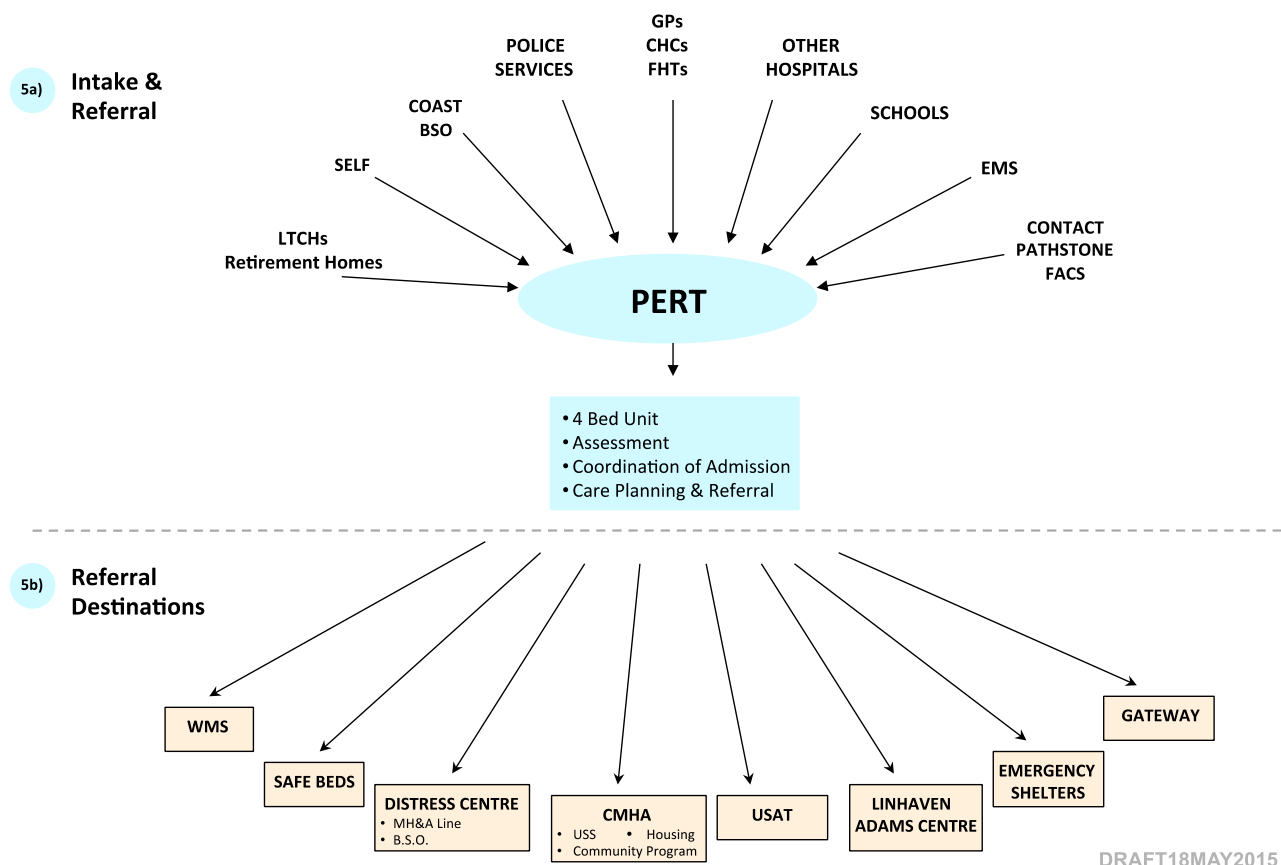 5a)
Intake &
Referral
LTCHs
Retirement Homes
SELF
COAST
BSO
POLICE
SERVICES
GPs
CHCs
FHTs
OTHER
HOSPITALS
SCHOOLS
EMS
CONTACT
PATHSTONE
FACS
PERT
• 4 Bed Unit
• Assessment
• Coordination of Admission
• Care Planning & Referral
5b)
Referral
Destinations
WMS
SAFE BEDS
DISTRESS CENTRE
• MH&A Line
• B.S.O.
CMHA
• USS • Housing
• Community Program
USAT
LINHAVEN
ADAMS CENTRE
EMERGENCY
SHELTERS
GATEWAY
DRAFT18MAY2015